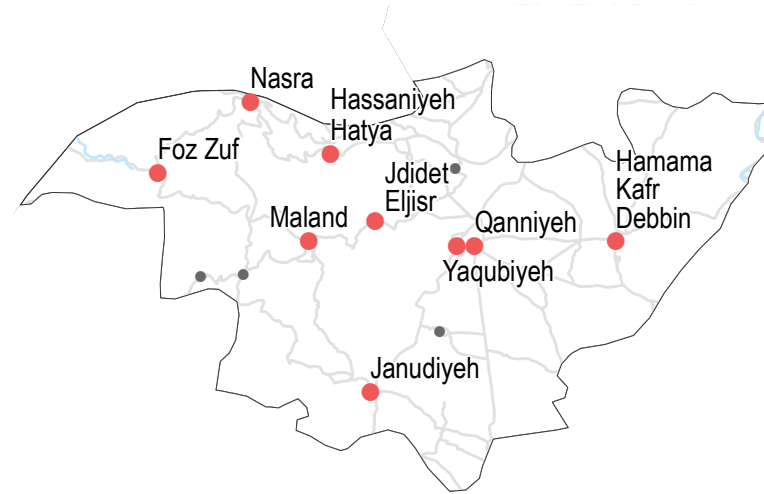 Nasra
Hassaniyeh
Hatya
Foz Zuf
Jdidet
Eljisr
Hamama
Kafr
Debbin
Maland
Qanniyeh
Yaqubiyeh
Janudiyeh